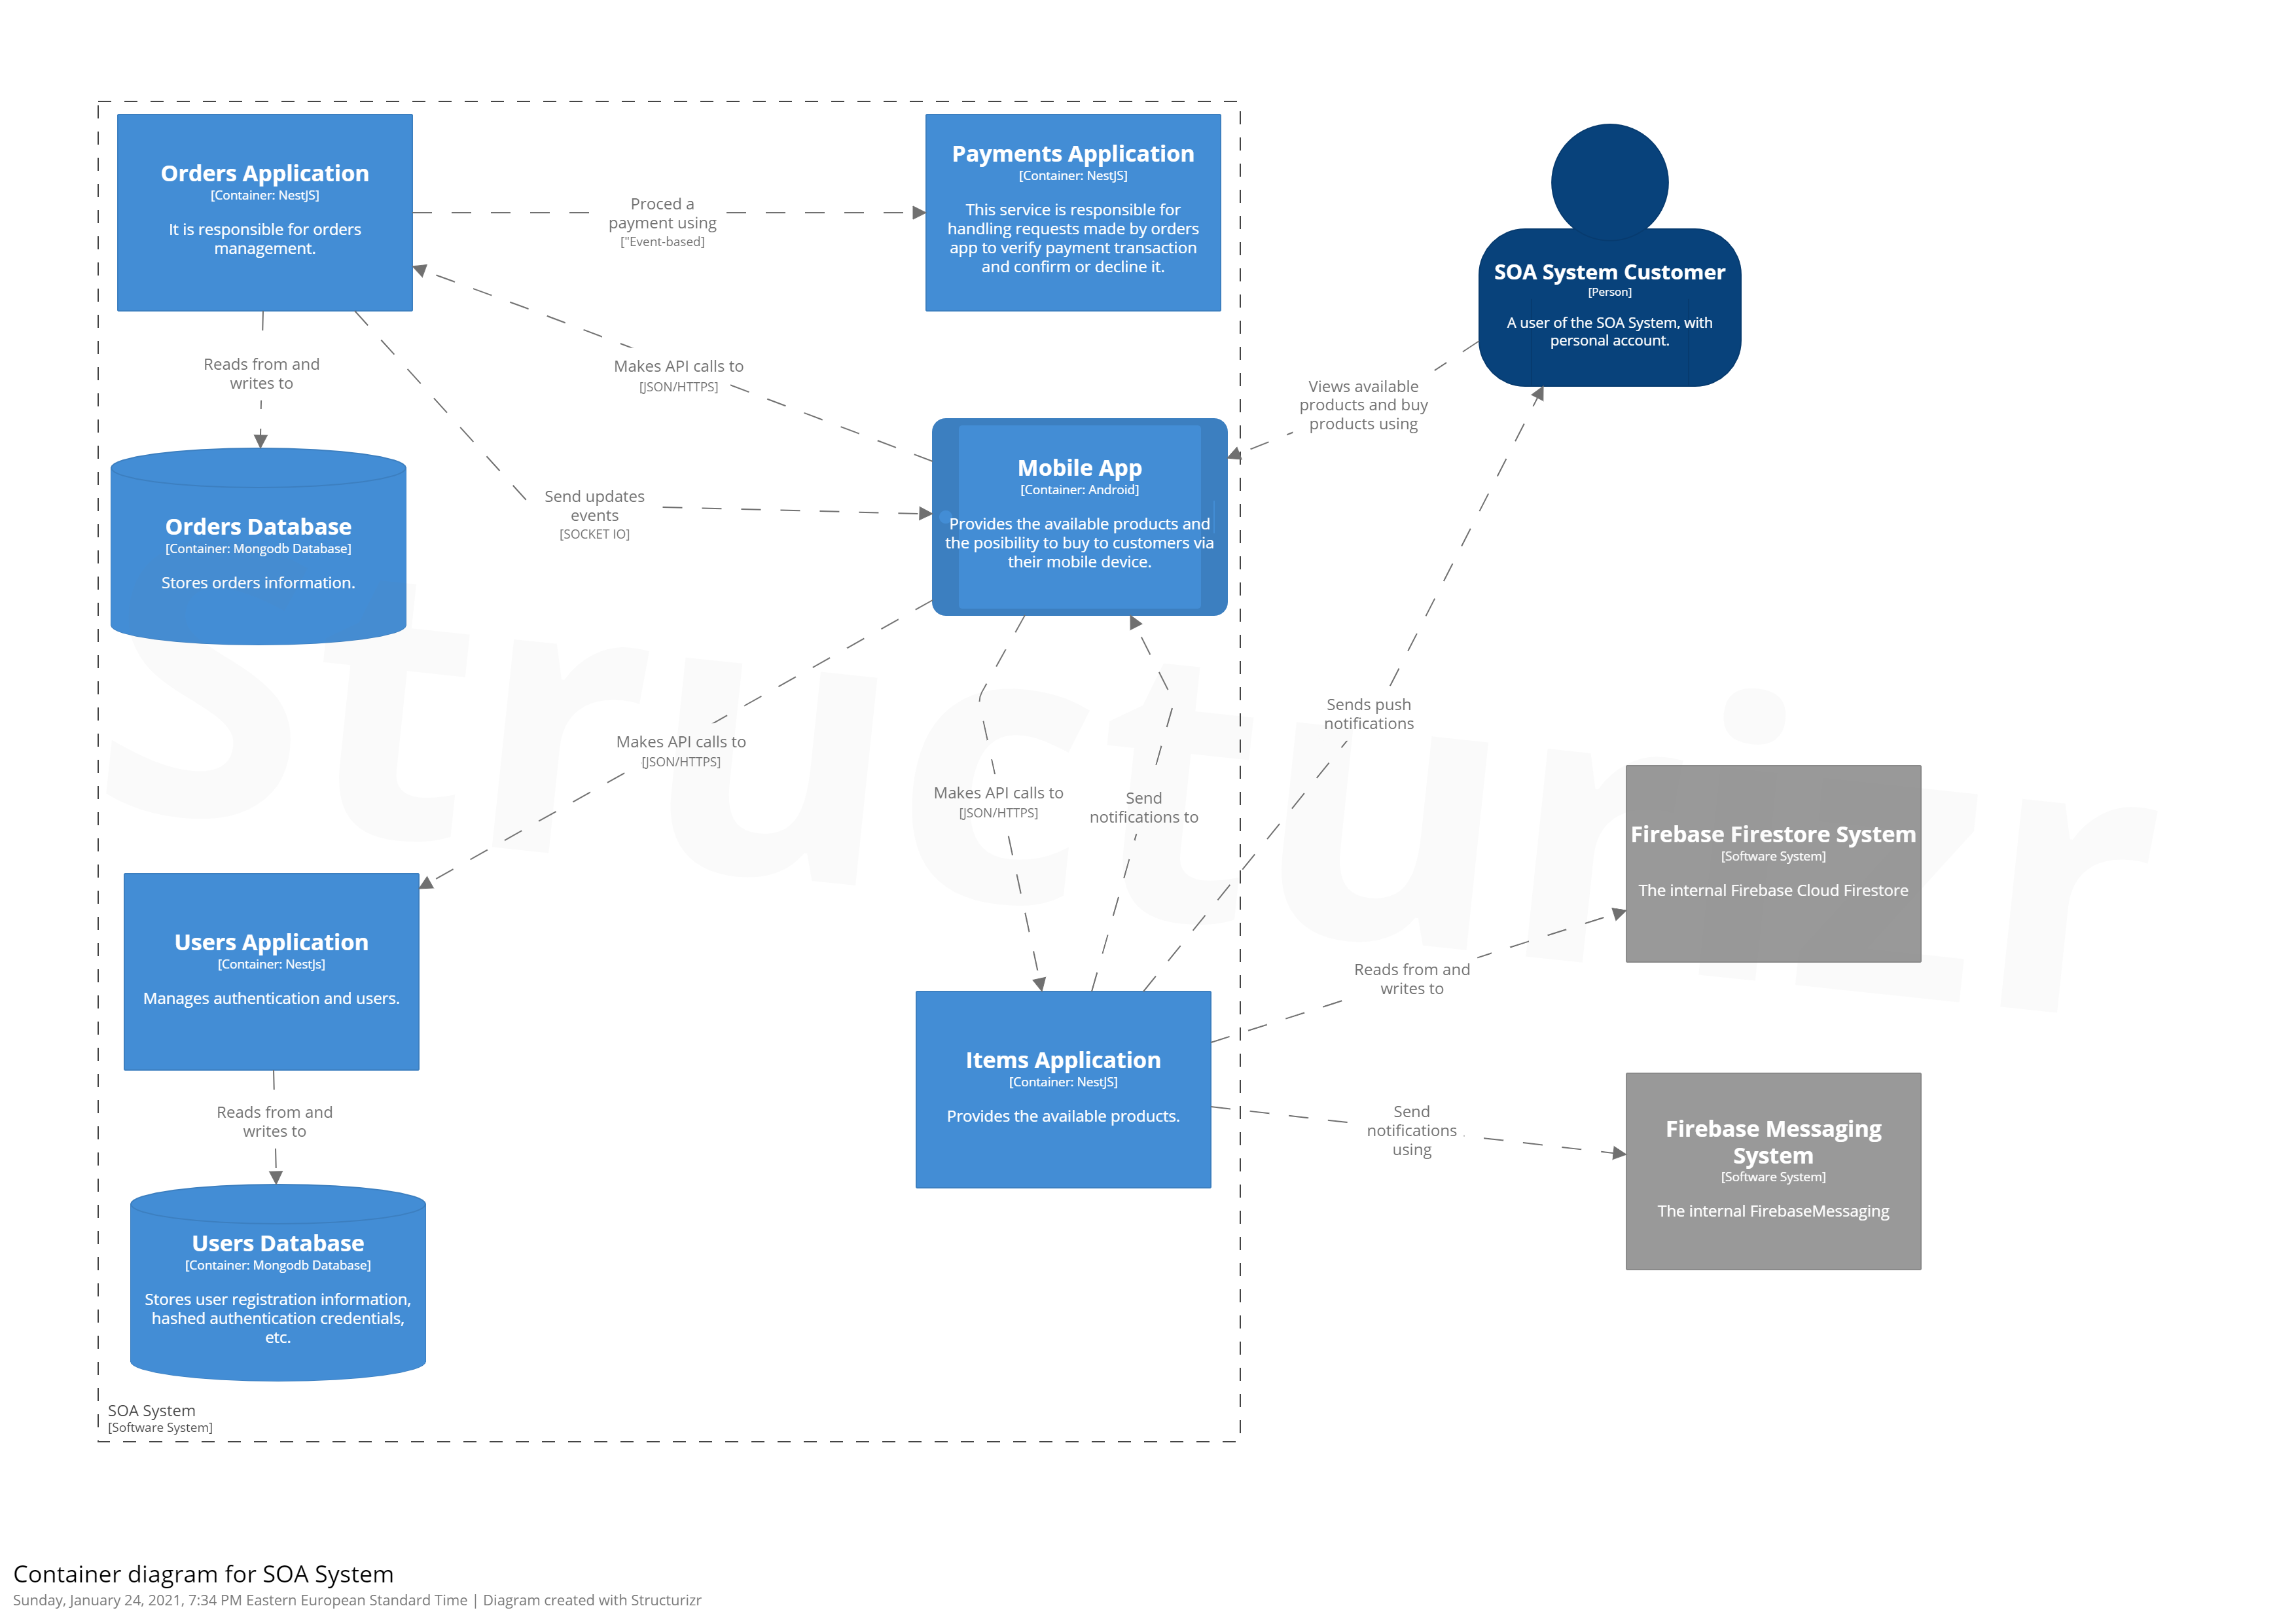 Orders Application
[Container: NestJS]
It is responsible for orders
management.
Proced a
payment using
["Event-based]
Payments Application
[Container: NestJS]
This service is responsible for
handling requests made by orders
app to verify payment transaction
and confirm or decline it.
SOA System Customer
[Person]
A user of the SOA System, with
personal account.
Reads from and
writes to
Makes API calls to
[JSON/HTTPS]
Views available
products and buy
products using
Orders Database
[Container: Mongodb Database]
Stores orders information.
Send updates
events
[SOCKET IO]
Mobile App
[Container: Android]
Provides the available products and
the posibility to buy to customers via
their mobile device.
Makes API calls to
[JSON/HTTPS]
Makes API calls to
[JSON/HTTPS]
Send
notifications to
Sends push
notifications
Structurizr
Firebase Firestore System
[Software System]
The internal Firebase Cloud Firestore
Users Application
[Container: NestJs]
Manages authentication and users.
Reads from and
writes to
Items Application
[Container: NestJS]
Provides the available products.
Reads from and
writes to
Send
notifications
using
Firebase Messaging
System
[Software System]
The internal FirebaseMessaging
Users Database
[Container: Mongodb Database]
Stores user registration information,
hashed authentication credentials,
etc.
SOA System
[Software System]
Container diagram for SOA System
Sunday, January 24, 2021, 7:34 PM Eastern European Standard Time | Diagram created with Structurizr